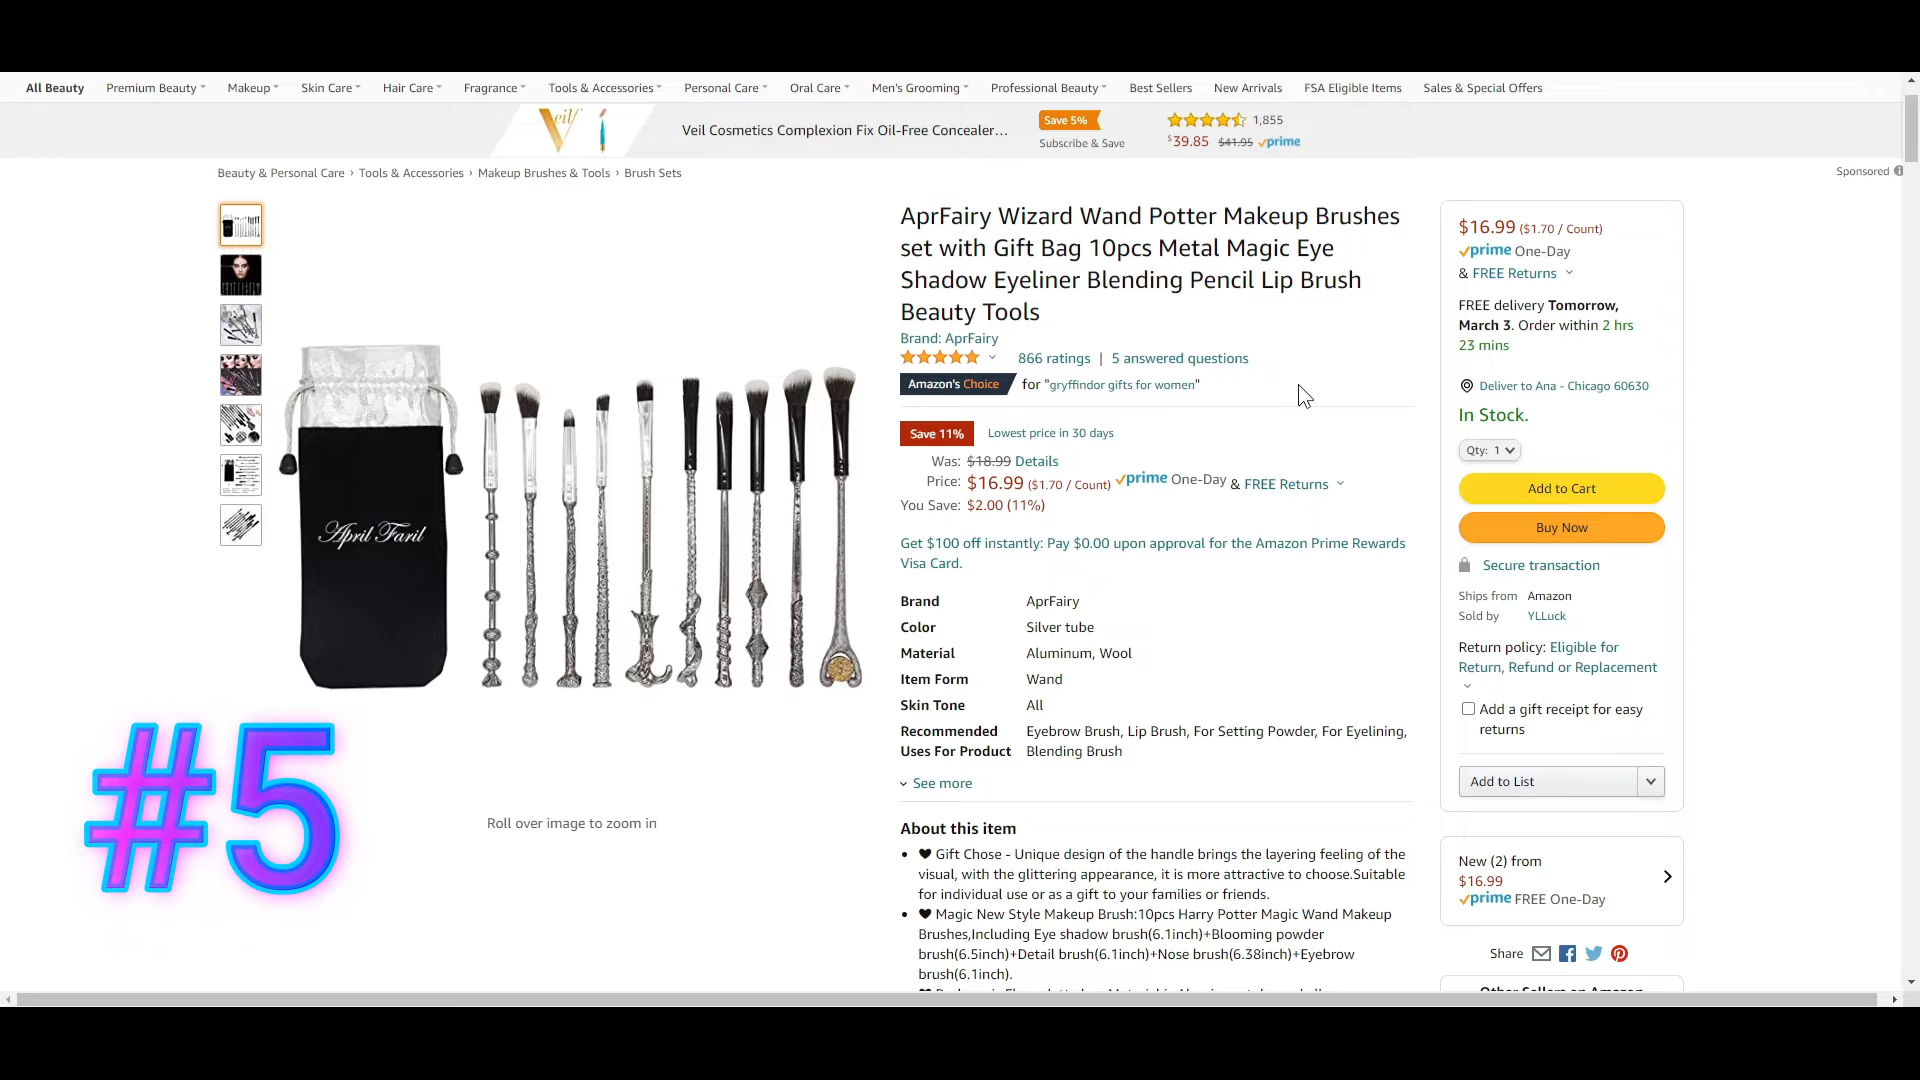 All Beauty Premium Beauty Makeup Skin Care Hair Care Fragrance Tools & Accessories Personal Care Oral Care Men's Grooming Professional Beauty Best Sellers New Arrivals FSA Eligible Items Sales & Special Offers
Veil
Veil Cosmetics Complexion Fix Oil-Free Concealer...
Save 5%
Subscribe & Save
1,855
$39.85 $41.95 prime
Sponsored
Beauty & Personal Care › Tools & Accessories › Makeup Brushes & Tools › Brush Sets
April Faril
Roll over image to zoom in
#5
AprFairy Wizard Wand Potter Makeup Brushes
set with Gift Bag 10pcs Metal Magic Eye
Shadow Eyeliner Blending Pencil Lip Brush
Beauty Tools
Brand: AprFairy
866 ratings | 5 answered questions
Amazon's Choice for "gryffindor gifts for women"
Save 11% Lowest price in 30 days
Was: $18.99 Details
Price: $16.99 ($1.70 / Count) prime One-Day & FREE Returns
You Save: $2.00 (11%)
Get $100 off instantly: Pay $0.00 upon approval for the Amazon Prime Rewards
Visa Card.
Brand AprFairy
Color Silver tube
Material Aluminum, Wool
Item Form Wand
Skin Tone All
Recommended Eyebrow Brush, Lip Brush, For Setting Powder, For Eyelining,
Uses For Product Blending Brush
See more
About this item
• ♥ Gift Chose - Unique design of the handle brings the layering feeling of the
visual, with the glittering appearance, it is more attractive to choose.Suitable
for individual use or as a gift to your families or friends.
• ♥ Magic New Style Makeup Brush:10pcs Harry Potter Magic Wand Makeup
Brushes,Including Eye shadow brush(6.1inch)+Blooming powder
brush(6.5inch)+Detail brush(6.1inch)+Nose brush(6.38inch)+Eyebrow
brush(6.1inch).
$16.99 ($1.70 / Count)
prime One-Day
& FREE Returns
FREE delivery Tomorrow,
March 3. Order within 2 hrs
23 mins
Deliver to Ana - Chicago 60630
In Stock.
Qty: 1
Add to Cart
Buy Now
Secure transaction
Ships from Amazon
Sold by YLLuck
Return policy: Eligible for
Return, Refund or Replacement
Add a gift receipt for easy
returns
Add to List
New (2) from
$16.99
prime FREE One-Day
Share
Other Sellers on Amazon